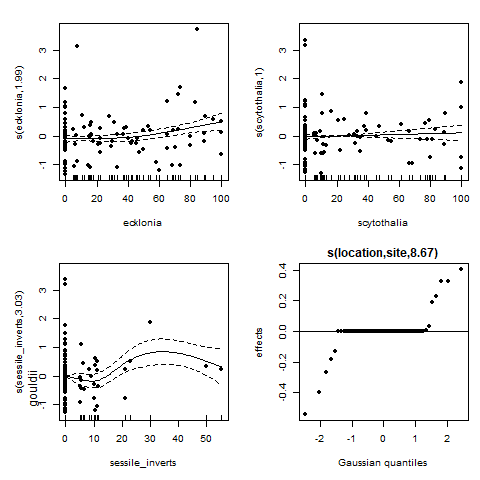 s(ecklonia,1.99)
3
2
1
0
-1
0 20 40 60 80 100
ecklonia
s(scytothalia,1)
3
2
1
0
-1
0 20 40 60 80 100
scytothalia
s(sessile_inverts,3.03)
gouldii
3
2
1
0
-1
0 10 20 30 40 50
sessile_inverts
s(location,site,8.67)
effects
0.4
0.2
0.0
-0.2
-0.4
-2 -1 0 1 2
Gaussian quantiles